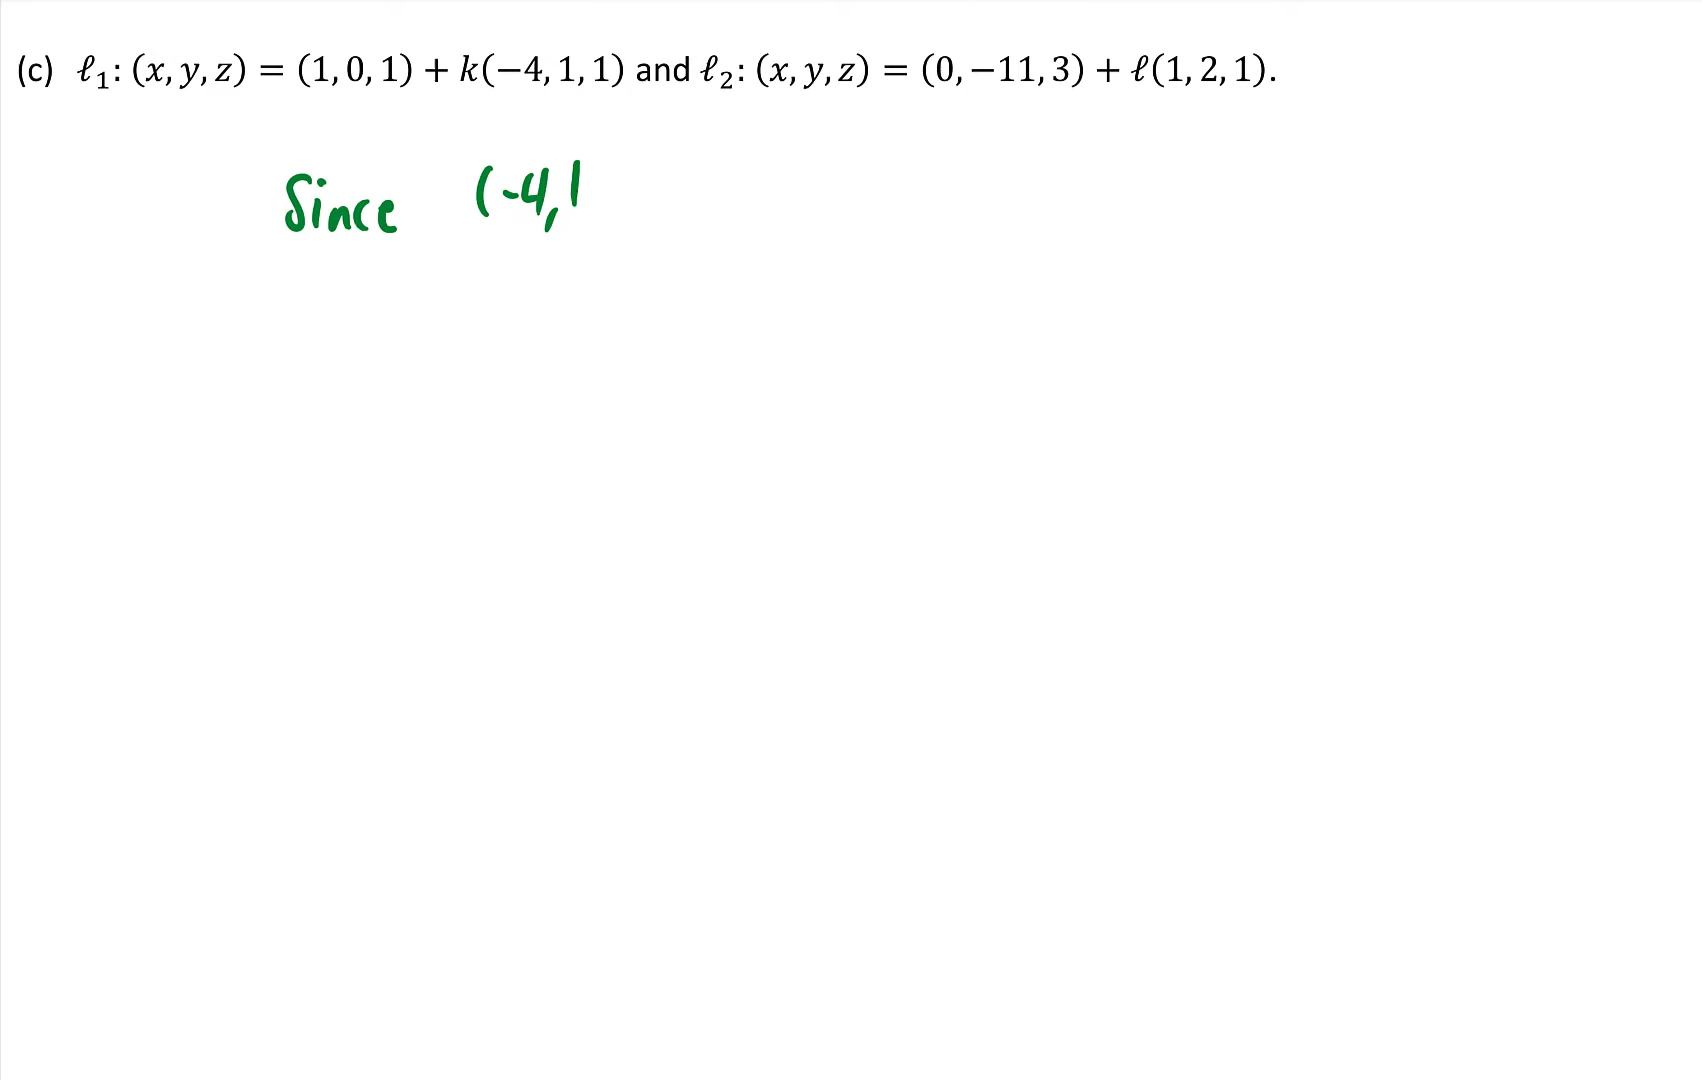 (c) ℓ₁: (x, y, z) = (1, 0, 1) + k(−4, 1, 1) and ℓ₂: (x, y, z) = (0, −11, 3) + ℓ(1, 2, 1).
Since (-4, 1